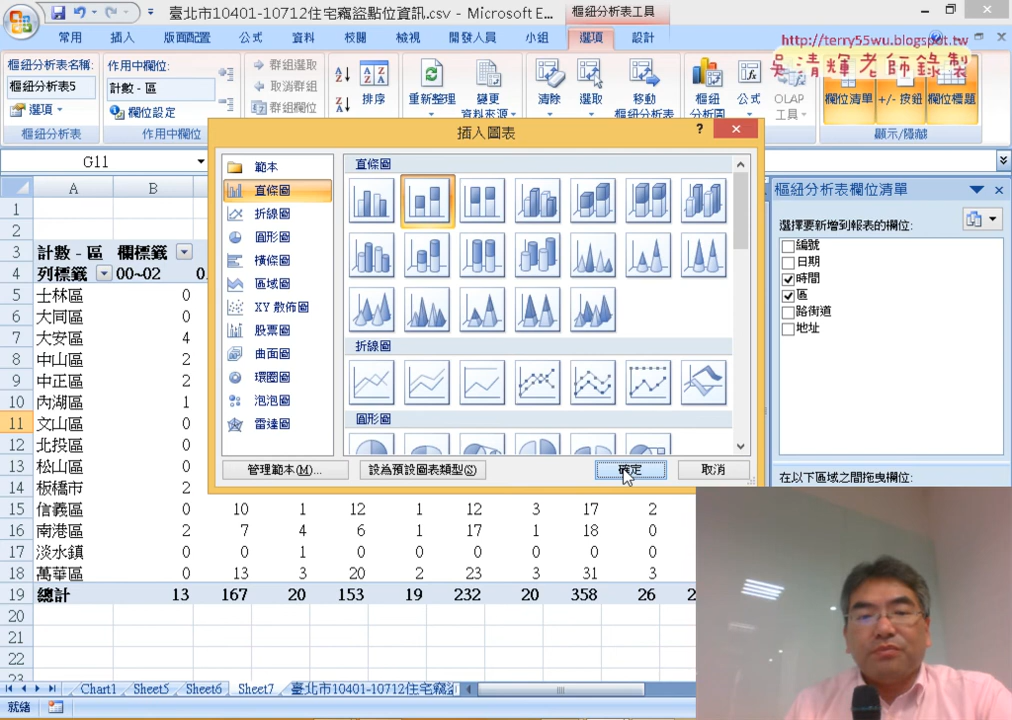 臺北市10401-10712住宅竊盜點位資訊.csv - Microsoft E...
樞紐分析表工具
常用 插入 版面配置 公式 資料 校閱 檢視 開發人員 小組 選項 設計
http://terry55wu.blogspot.tw
吳清輝老師錄製
樞紐分析表名稱:
樞紐分析表5
選項
樞紐分析表
作用中欄位:
計數 - 區
欄位設定
作用中欄位
群組選取
取消群組
群組欄位
排序
重新整理
變更
資料來源
清除
選取
移動
樞紐分析表
樞紐
分析圖
公式
OLAP
工具
欄位清單
+/- 按鈕
欄位標題
顯示/隱藏
G11
插入圖表
範本
直條圖
折線圖
圓形圖
橫條圖
區域圖
XY 散佈圖
股票圖
曲面圖
環圈圖
泡泡圖
雷達圖
直條圖
折線圖
圓形圖
管理範本(M)...
設為預設圖表類型(S)
確定
取消
A B
1
2
3 計數 - 區 欄標籤
4 列標籤 00~02
5 士林區 0
6 大同區 0
7 大安區 4
8 中山區 2
9 中正區 2
10 內湖區 1
11 文山區 0
12 北投區 0
13 松山區 0
14 板橋市 2
15 信義區 0 10 1 12 1 12 3 17 2
16 南港區 2 7 4 6 1 17 1 18 0
17 淡水鎮 0 0 1 0 0 0 0 0 0
18 萬華區 0 13 3 20 2 23 3 31 3
19 總計 13 167 20 153 19 232 20 358 26
20
21
22
樞紐分析表欄位清單
選擇要新增到報表的欄位:
編號
日期
時間
區
路街道
地址
在以下區域之間拖曳欄位:
Chart1 Sheet5 Sheet6 Sheet7 臺北市10401-10712住宅竊盜
就緒